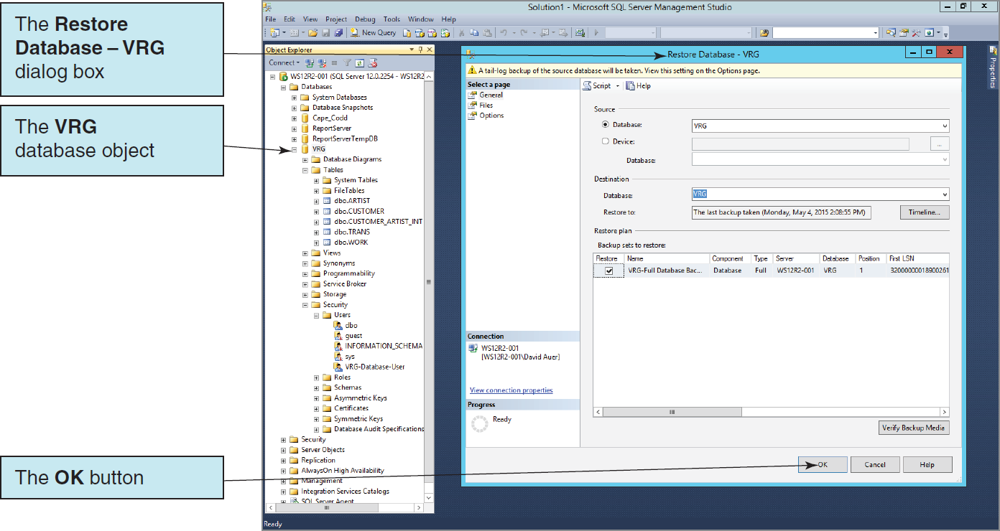 The Restore
Database – VRG
dialog box
The VRG
database object
The OK button
Solution1 - Microsoft SQL Server Management Studio
File Edit View Project Debug Tools Window Help
New Query
Object Explorer
Connect
WS12R2-001 (SQL Server 12.0.2254 - WS12R2
Databases
System Databases
Database Snapshots
Cape_Codd
ReportServer
ReportServerTempDB
VRG
Database Diagrams
Tables
System Tables
FileTables
dbo.ARTIST
dbo.CUSTOMER
dbo.CUSTOMER_ARTIST_INT
dbo.TRANS
dbo.WORK
Views
Synonyms
Programmability
Service Broker
Storage
Security
Users
dbo
guest
INFORMATION_SCHEMA
sys
VRG-Database-User
Roles
Schemas
Asymmetric Keys
Certificates
Symmetric Keys
Database Audit Specifications
Security
Server Objects
Replication
AlwaysOn High Availability
Management
Integration Services Catalogs
SQL Server Agent
Ready
Restore Database - VRG
A tail-log backup of the source database will be taken. View this setting on the Options page.
Select a page
General
Files
Options
Script Help
Source
Database: VRG
Device: ...
Database:
Destination
Database: VRG
Restore to: The last backup taken (Monday, May 4, 2015 2:08:55 PM) Timeline...
Restore plan
Backup sets to restore:
Restore Name Component Type Server Database Position First LSN
VRG-Full Database Bac... Database Full WS12R2-001 VRG 1 32000000018900261
Connection
WS12R2-001
[WS12R2-001\David Auer]
View connection properties
Progress
Ready
Verify Backup Media
OK Cancel Help
Properties